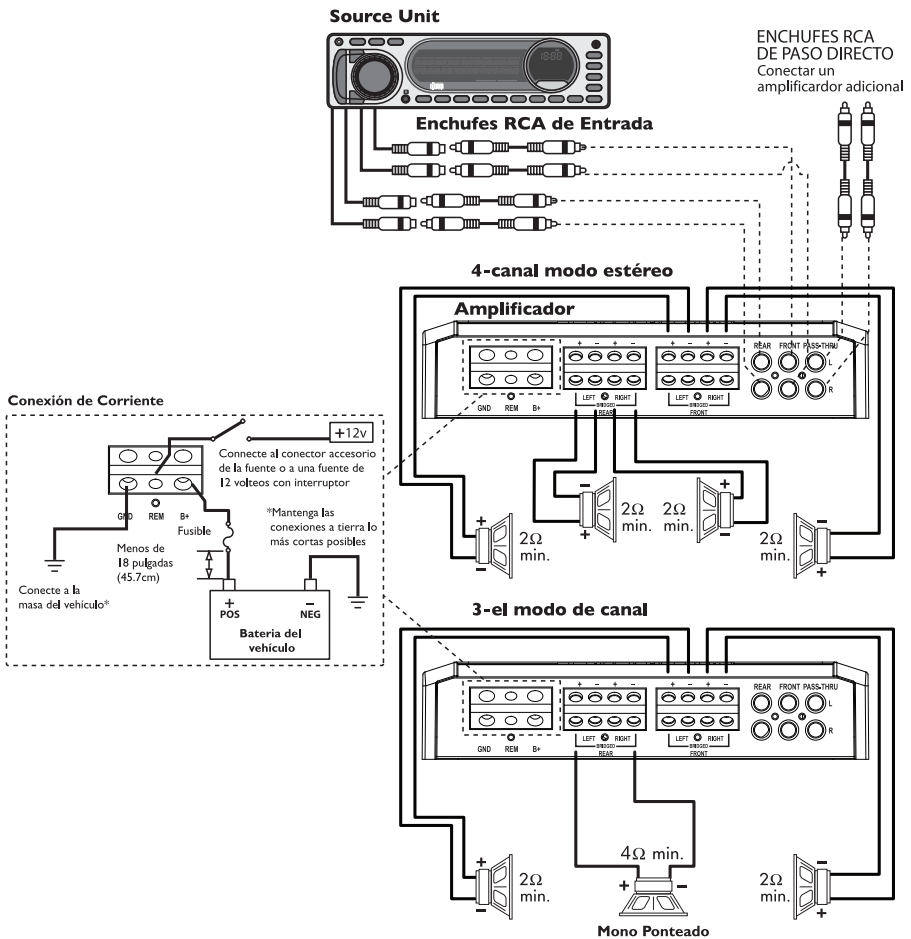 Source Unit
ENCHUFES RCA
DE PASO DIRECTO
Conectar un
amplificardor adicional
Enchufes RCA de Entrada
4-canal modo estéreo
Amplificador
+ - + -
+ - + -
REAR FRONT PASS-THRU
L
R
GND REM B+
LEFT RIGHT
BRIDGED
REAR
LEFT RIGHT
BRIDGED
FRONT
+
-
2Ω
min.
-
+
2Ω
min.
2Ω
min.
-
+
2Ω
min.
-
+
Conexión de Corriente
+12v
Connecte al conector accesorio
de la fuente o a una fuente de
12 volteos con interruptor
GND REM B+
Fusible
*Mantenga las
conexiones a tierra lo
más cortas posibles
Menos de
18 pulgadas
(45.7cm)
Conecte a la
masa del vehículo*
+
POS
-
NEG
Bateria del
vehículo
3-el modo de canal
+ - + -
+ - + -
REAR FRONT PASS-THRU
L
R
GND REM B+
LEFT RIGHT
BRIDGED
REAR
LEFT RIGHT
BRIDGED
FRONT
+
-
2Ω
min.
4Ω min.
+ -
Mono Ponteado
2Ω
min.
-
+